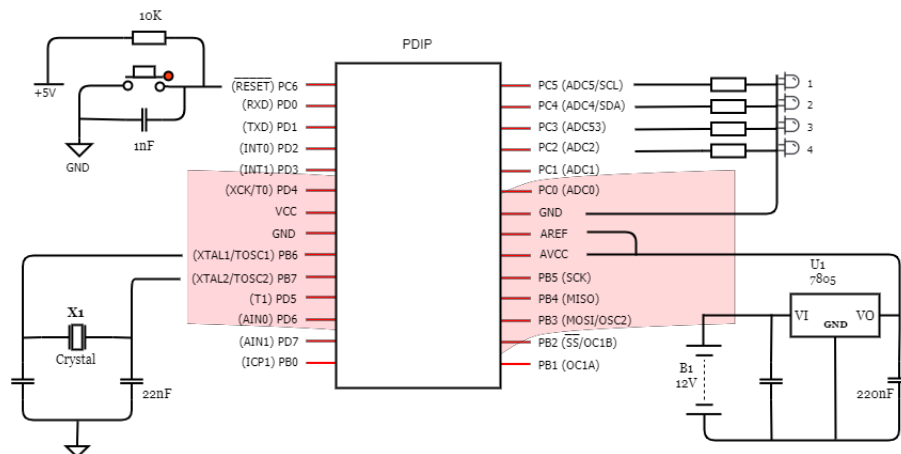 10K
+5V
GND
1nF
PDIP
(RESET) PC6
(RXD) PD0
(TXD) PD1
(INT0) PD2
(INT1) PD3
(XCK/T0) PD4
VCC
GND
(XTAL1/TOSC1) PB6
(XTAL2/TOSC2) PB7
(T1) PD5
(AIN0) PD6
(AIN1) PD7
(ICP1) PB0
PC5 (ADC5/SCL)
PC4 (ADC4/SDA)
PC3 (ADC53)
PC2 (ADC2)
PC1 (ADC1)
PC0 (ADC0)
GND
AREF
AVCC
PB5 (SCK)
PB4 (MISO)
PB3 (MOSI/OSC2)
PB2 (SS/OC1B)
PB1 (OC1A)
1
2
3
4
X1
Crystal
22nF
U1
7805
VI
GND
VO
B1
12V
220nF